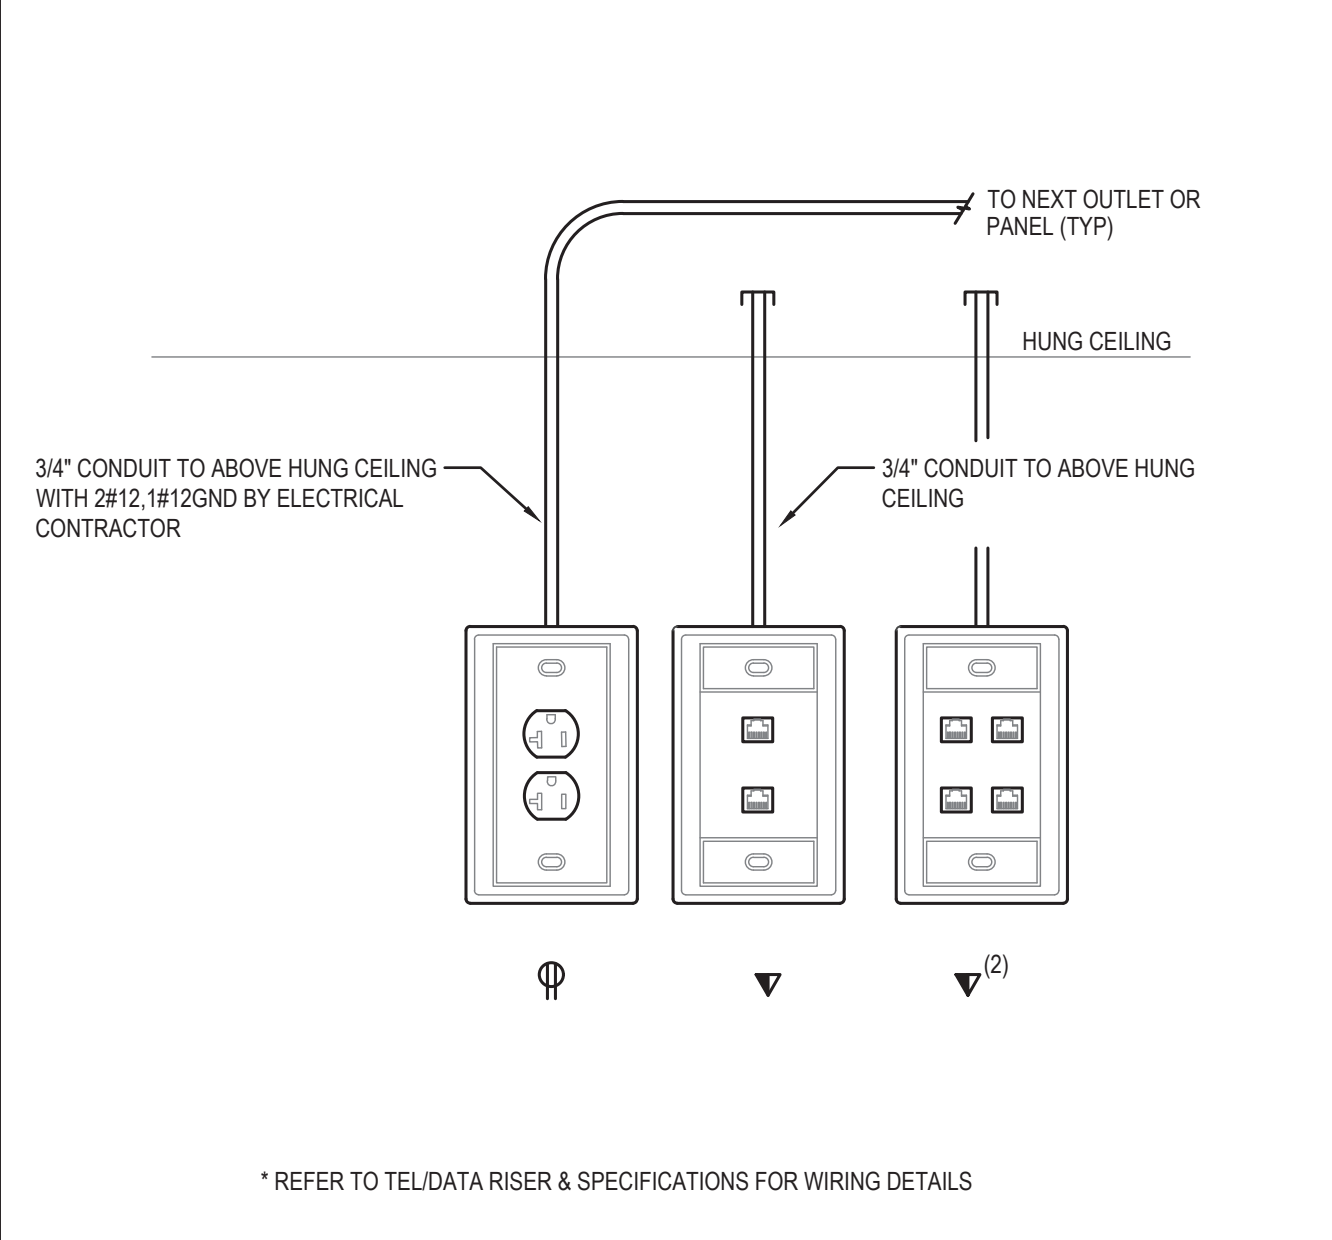 TO NEXT OUTLET OR
PANEL (TYP)
HUNG CEILING
3/4" CONDUIT TO ABOVE HUNG CEILING
WITH 2#12,1#12GND BY ELECTRICAL
CONTRACTOR
3/4" CONDUIT TO ABOVE HUNG
CEILING
(2)
* REFER TO TEL/DATA RISER & SPECIFICATIONS FOR WIRING DETAILS